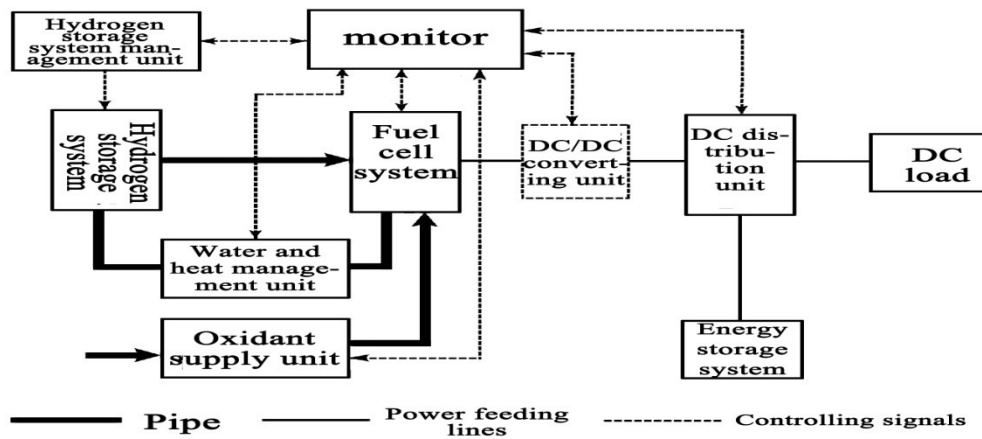 Hydrogen
storage
system man-
agement unit
monitor
Hydrogen
storage
system
Fuel
cell
system
DC/DC
convert-
ing unit
DC dis-
tribu-
tion unit
DC
load
Water and
heat manage-
ment unit
Oxidant
supply unit
Energy
storage
system
Pipe
Power feeding
lines
Controlling signals